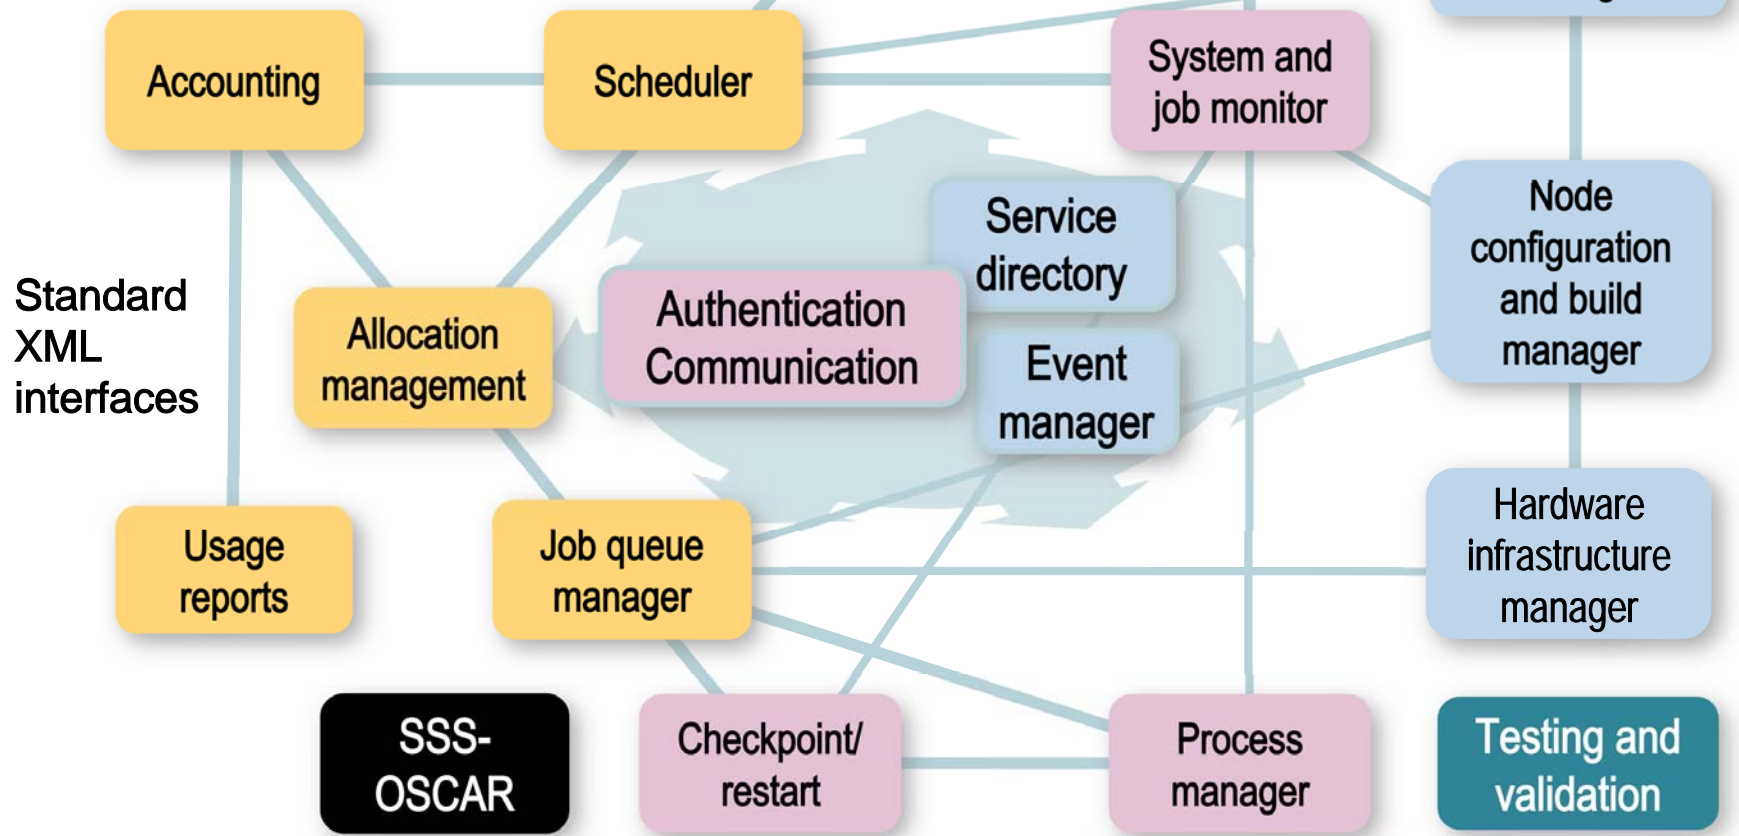 Accounting
Scheduler
System and
job monitor
Service
directory
Node
configuration
and build
manager
Standard
XML
interfaces
Allocation
management
Authentication
Communication
Event
manager
Usage
reports
Job queue
manager
Hardware
infrastructure
manager
SSS-
OSCAR
Checkpoint/
restart
Process
manager
Testing and
validation